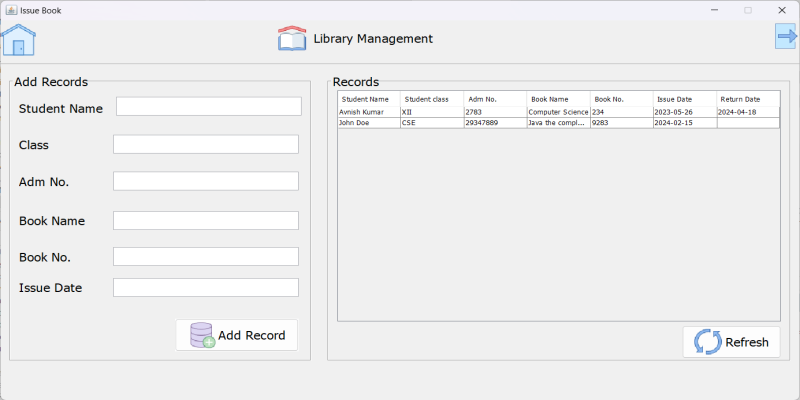 Issue Book
Library Management
Add Records
Student Name
Class
Adm No.
Book Name
Book No.
Issue Date
Add Record
Records
Student Name Student class Adm No. Book Name Book No. Issue Date Return Date
Avnish Kumar XII 2783 Computer Science 234 2023-05-26 2024-04-18
John Doe CSE 29347889 Java the compl... 9283 2024-02-15
Refresh